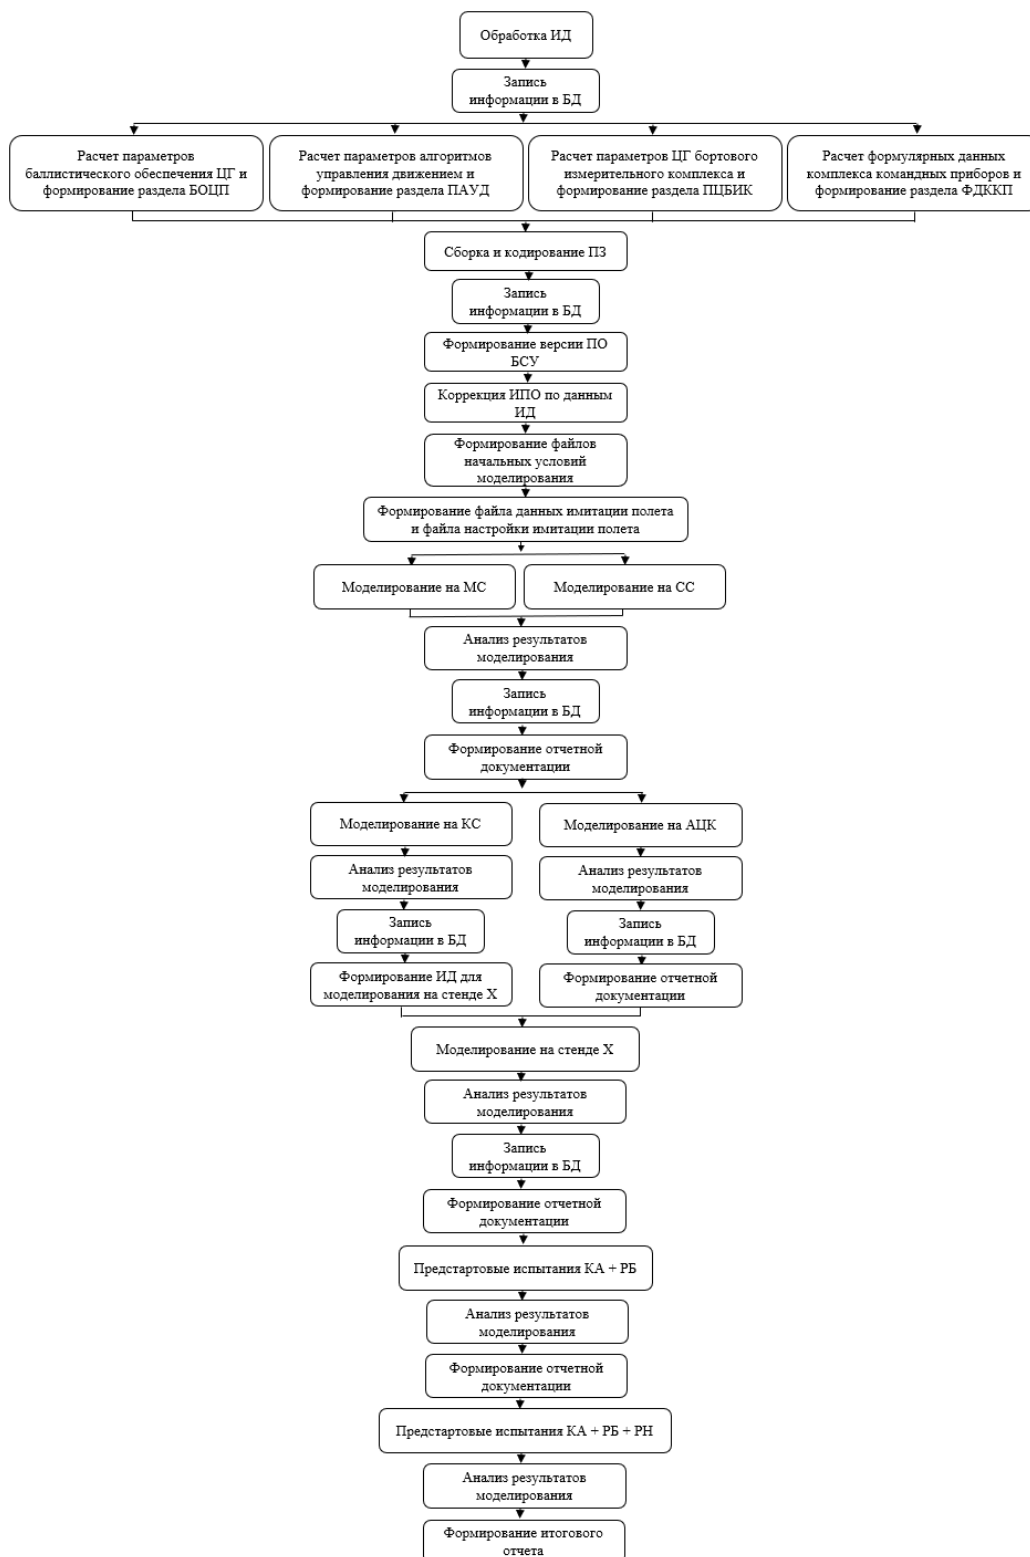 Обработка ИД
Запись
информации в БД
Расчет параметров
баллистического обеспечения ЦГ и
формирование раздела БОЦП
Расчет параметров алгоритмов
управления движением и
формирование раздела ПАУД
Расчет параметров ЦГ бортового
измерительного комплекса и
формирование раздела ПЦБИК
Расчет формулярных данных
комплекса командных приборов и
формирование раздела ФДККП
Сборка и кодирование ПЗ
Запись
информации в БД
Формирование версии ПО
БСУ
Коррекция ИПО по данным
ИД
Формирование файлов
начальных условий
моделирования
Формирование файла данных имитации полета
и файла настройки имитации полета
Моделирование на МС
Моделирование на СС
Анализ результатов
моделирования
Запись
информации в БД
Формирование отчетной
документации
Моделирование на КС
Моделирование на АЦК
Анализ результатов
моделирования
Анализ результатов
моделирования
Запись
информации в БД
Запись
информации в БД
Формирование ИД для
моделирования на стенде Х
Формирование отчетной
документации
Моделирование на стенде Х
Анализ результатов
моделирования
Запись
информации в БД
Формирование отчетной
документации
Предстартовые испытания КА + РБ
Анализ результатов
моделирования
Формирование отчетной
документации
Предстартовые испытания КА + РБ + РН
Анализ результатов
моделирования
Формирование итогового
отчета